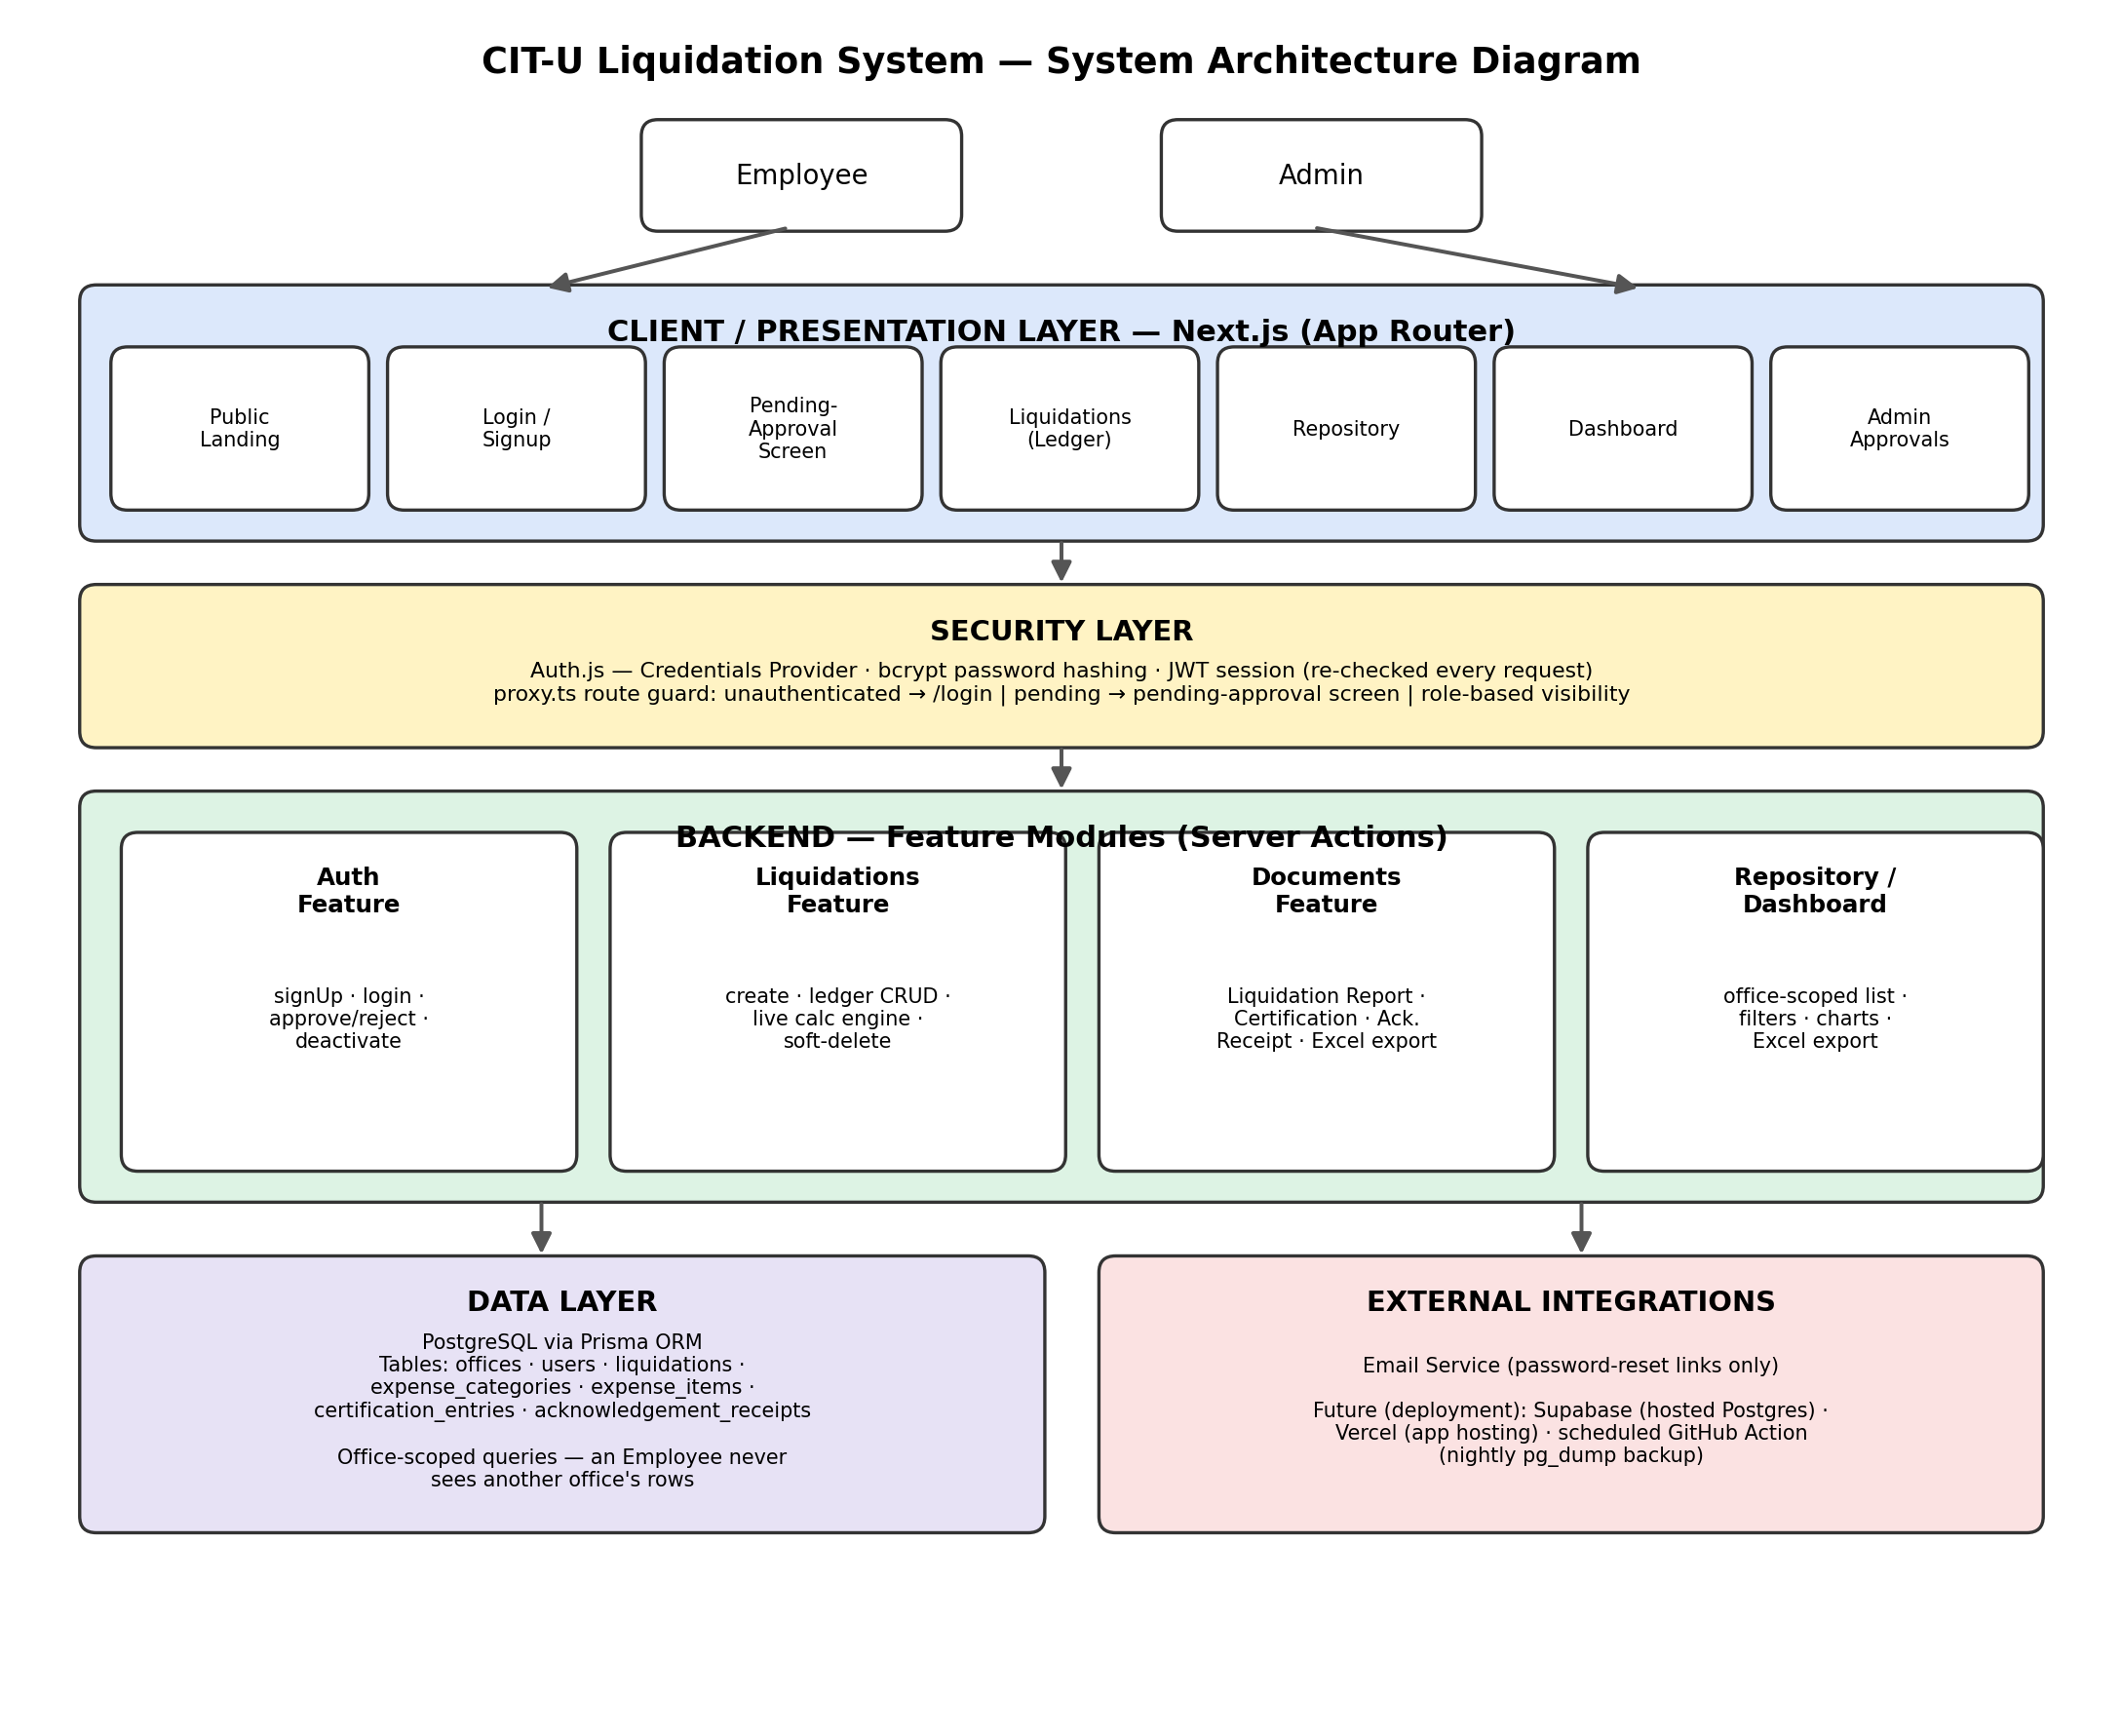 CIT-U Liquidation System — System Architecture Diagram
Employee
Admin
CLIENT / PRESENTATION LAYER — Next.js (App Router)
Public
Landing
Login /
Signup
Pending-
Approval
Screen
Liquidations
(Ledger)
Repository
Dashboard
Admin
Approvals
SECURITY LAYER
Auth.js — Credentials Provider · bcrypt password hashing · JWT session (re-checked every request)
proxy.ts route guard: unauthenticated → /login | pending → pending-approval screen | role-based visibility
BACKEND — Feature Modules (Server Actions)
Auth
Feature
signUp · login ·
approve/reject ·
deactivate
Liquidations
Feature
create · ledger CRUD ·
live calc engine ·
soft-delete
Documents
Feature
Liquidation Report ·
Certification · Ack.
Receipt · Excel export
Repository /
Dashboard
office-scoped list ·
filters · charts ·
Excel export
DATA LAYER
PostgreSQL via Prisma ORM
Tables: offices · users · liquidations ·
expense_categories · expense_items ·
certification_entries · acknowledgement_receipts
Office-scoped queries — an Employee never
sees another office's rows
EXTERNAL INTEGRATIONS
Email Service (password-reset links only)
Future (deployment): Supabase (hosted Postgres) ·
Vercel (app hosting) · scheduled GitHub Action
(nightly pg_dump backup)